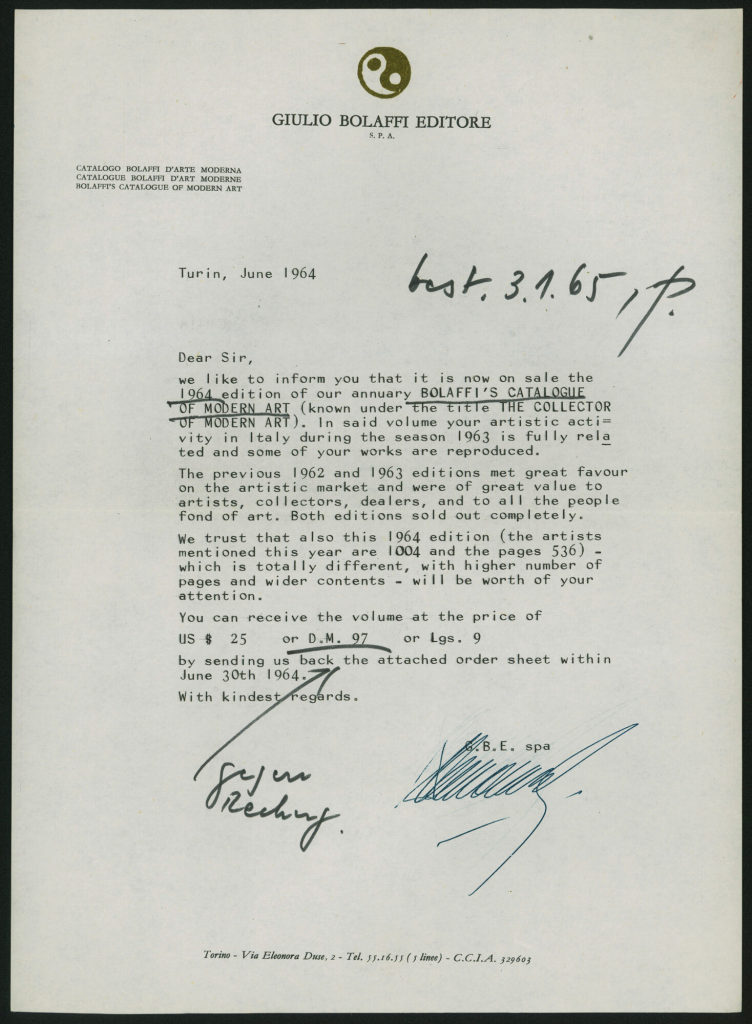 GIULIO BOLAFFI EDITORE
S. P. A.
CATALOGO BOLAFFI D'ARTE MODERNA
CATALOGUE BOLAFFI D'ART MODERNE
BOLAFFI'S CATALOGUE OF MODERN ART
Turin, June 1964
best. 3.1.65, p.
Dear Sir,
we like to inform you that it is now on sale the
1964 edition of our annuary BOLAFFI'S CATALOGUE
OF MODERN ART (known under the title THE COLLECTOR
OF MODERN ART). In said volume your artistic acti=
vity in Italy during the season 1963 is fully rela
ted and some of your works are reproduced.
The previous 1962 and 1963 editions met great favour
on the artistic market and were of great value to
artists, collectors, dealers, and to all the people
fond of art. Both editions sold out completely.
We trust that also this 1964 edition (the artists
mentioned this year are 1004 and the pages 536) -
which is totally different, with higher number of
pages and wider contents - will be worth of your
attention.
You can receive the volume at the price of
US $ 25 or D.M. 97 or Lgs. 9
by sending us back the attached order sheet within
June 30th 1964.
With kindest regards.
G.B.E. spa
gegen
Rechng.
Torino - Via Eleonora Duse, 2 - Tel. 55.16.55 (5 linee) - C.C.I.A. 329603